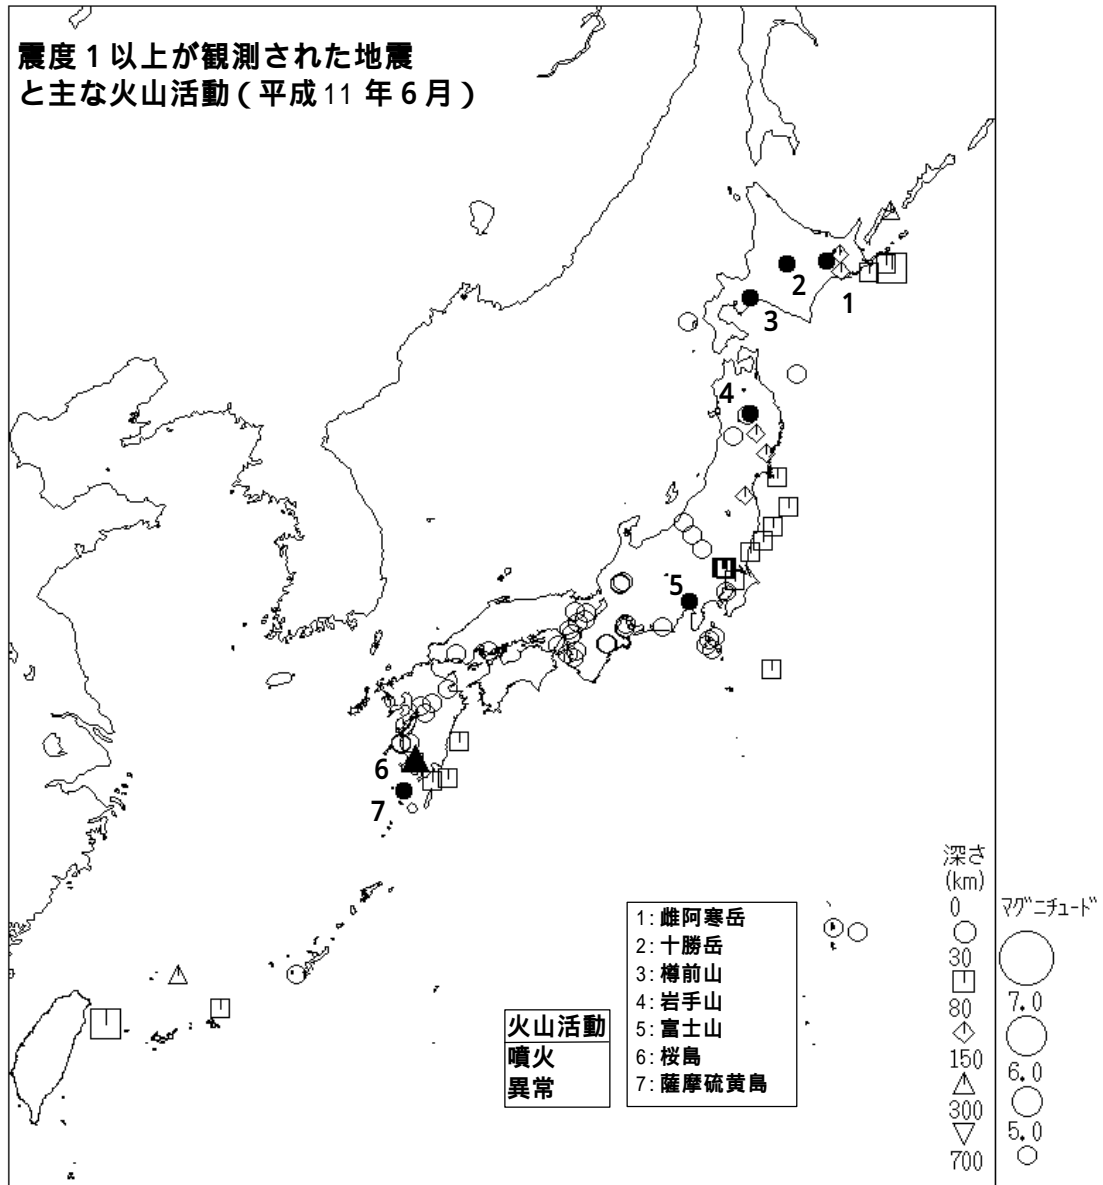 震度1以上が観測された地震
と主な火山活動(平成11年6月)
2
1
3
4
5
6
7
火山活動
噴火
異常
1:雌阿寒岳
2:十勝岳
3:樽前山
4:岩手山
5:富士山
6:桜島
7:薩摩硫黄島
深さ
(km)
0
30
80
150
300
700
マグニチュード
7.0
6.0
5.0